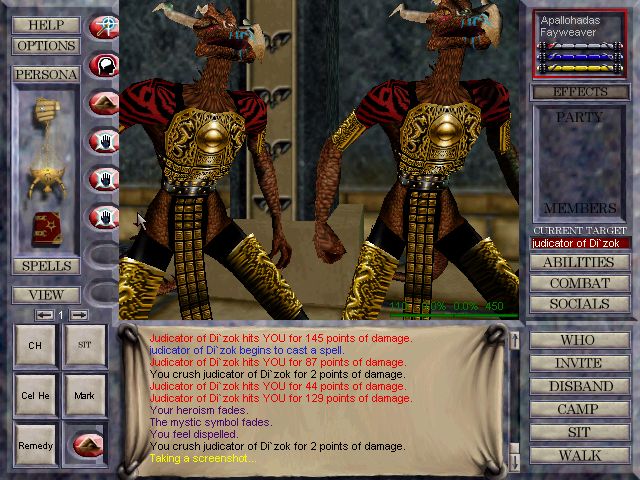 HELP
OPTIONS
PERSONA
SPELLS
VIEW
1
CH
SIT
Cel He
Mark
Remedy
Apallohadas
Fayweaver
EFFECTS
PARTY
MEMBERS
CURRENT TARGET
judicator of Di`zok
ABILITIES
COMBAT
SOCIALS
WHO
INVITE
DISBAND
CAMP
SIT
WALK
0.0% 450
Judicator of Di`zok hits YOU for 145 points of damage.
judicator of Di`zok begins to cast a spell.
Judicator of Di`zok hits YOU for 87 points of damage.
You crush judicator of Di`zok for 2 points of damage.
Judicator of Di`zok hits YOU for 44 points of damage.
Judicator of Di`zok hits YOU for 129 points of damage.
Your heroism fades.
The mystic symbol fades.
You feel dispelled.
You crush judicator of Di`zok for 2 points of damage.
Taking a screenshot...